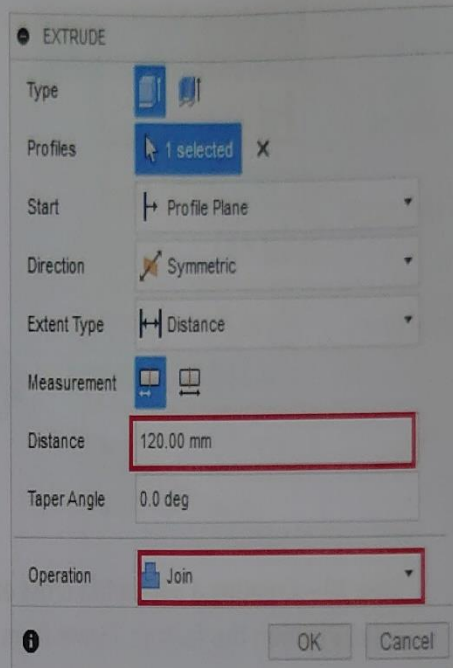 EXTRUDE
Type
Profiles 1 selected X
Start Profile Plane
Direction Symmetric
Extent Type Distance
Measurement
Distance 120.00 mm
Taper Angle 0.0 deg
Operation Join
OK Cancel